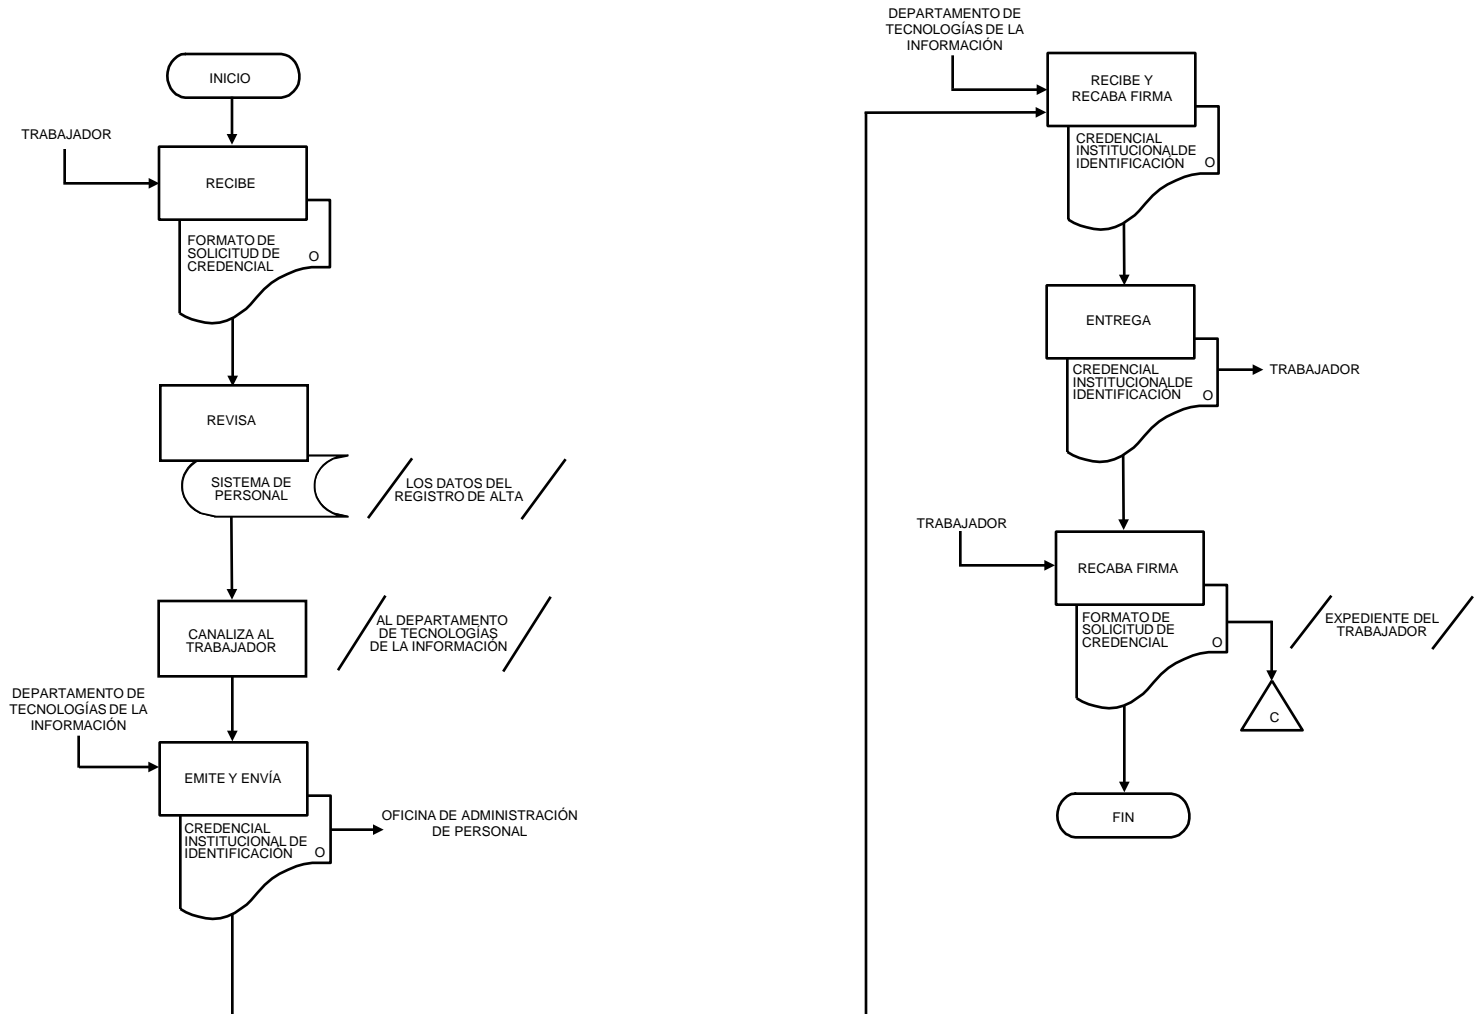 INICIO
TRABAJADOR
RECIBE
FORMATO DE
SOLICITUD DE
CREDENCIAL
O
REVISA
SISTEMA DE
PERSONAL
LOS DATOS DEL
REGISTRO DE ALTA
CANALIZA AL
TRABAJADOR
AL DEPARTAMENTO
DE TECNOLOGÍAS
DE LA INFORMACIÓN
DEPARTAMENTO DE
TECNOLOGÍAS DE LA
INFORMACIÓN
EMITE Y ENVÍA
CREDENCIAL
INSTITUCIONAL DE
IDENTIFICACIÓN
O
OFICINA DE ADMINISTRACIÓN
DE PERSONAL
DEPARTAMENTO DE
TECNOLOGÍAS DE LA
INFORMACIÓN
RECIBE Y
RECABA FIRMA
CREDENCIAL
INSTITUCIONALDE
IDENTIFICACIÓN
O
ENTREGA
CREDENCIAL
INSTITUCIONALDE
IDENTIFICACIÓN
O
TRABAJADOR
TRABAJADOR
RECABA FIRMA
FORMATO DE
SOLICITUD DE
CREDENCIAL
O
EXPEDIENTE DEL
TRABAJADOR
C
FIN